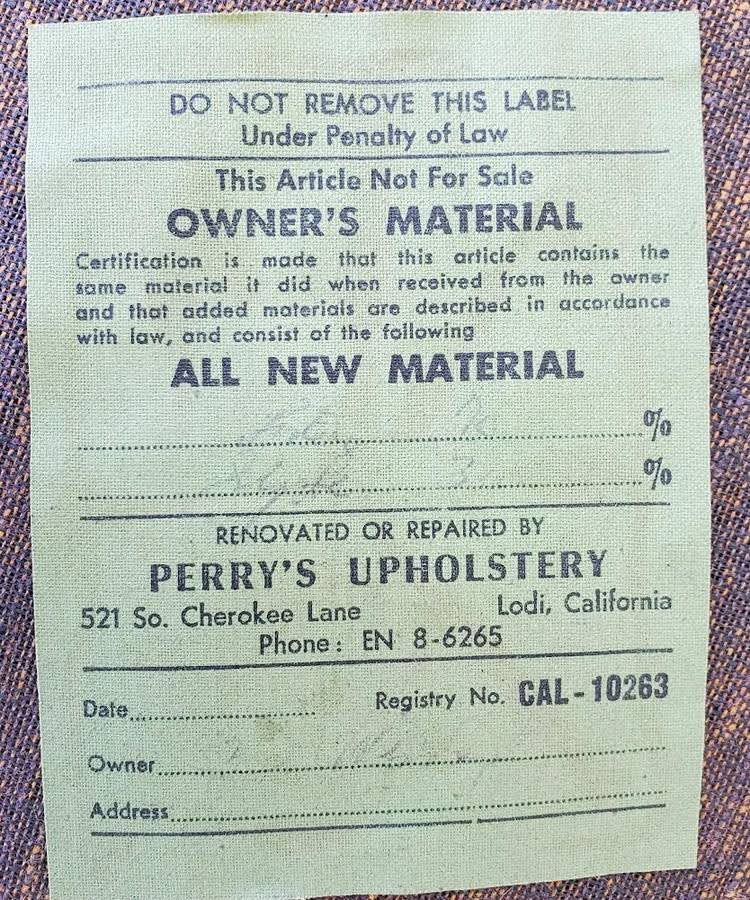 DO NOT REMOVE THIS LABEL
Under Penalty of Law
This Article Not For Sale
OWNER'S MATERIAL
Certification is made that this article contains the
same material it did when received from the owner
and that added materials are described in accordance
with law, and consist of the following
ALL NEW MATERIAL
%
%
RENOVATED OR REPAIRED BY
PERRY'S UPHOLSTERY
521 So. Cherokee Lane Lodi, California
Phone: EN 8-6265
Date Registry No. CAL-10263
Owner
Address